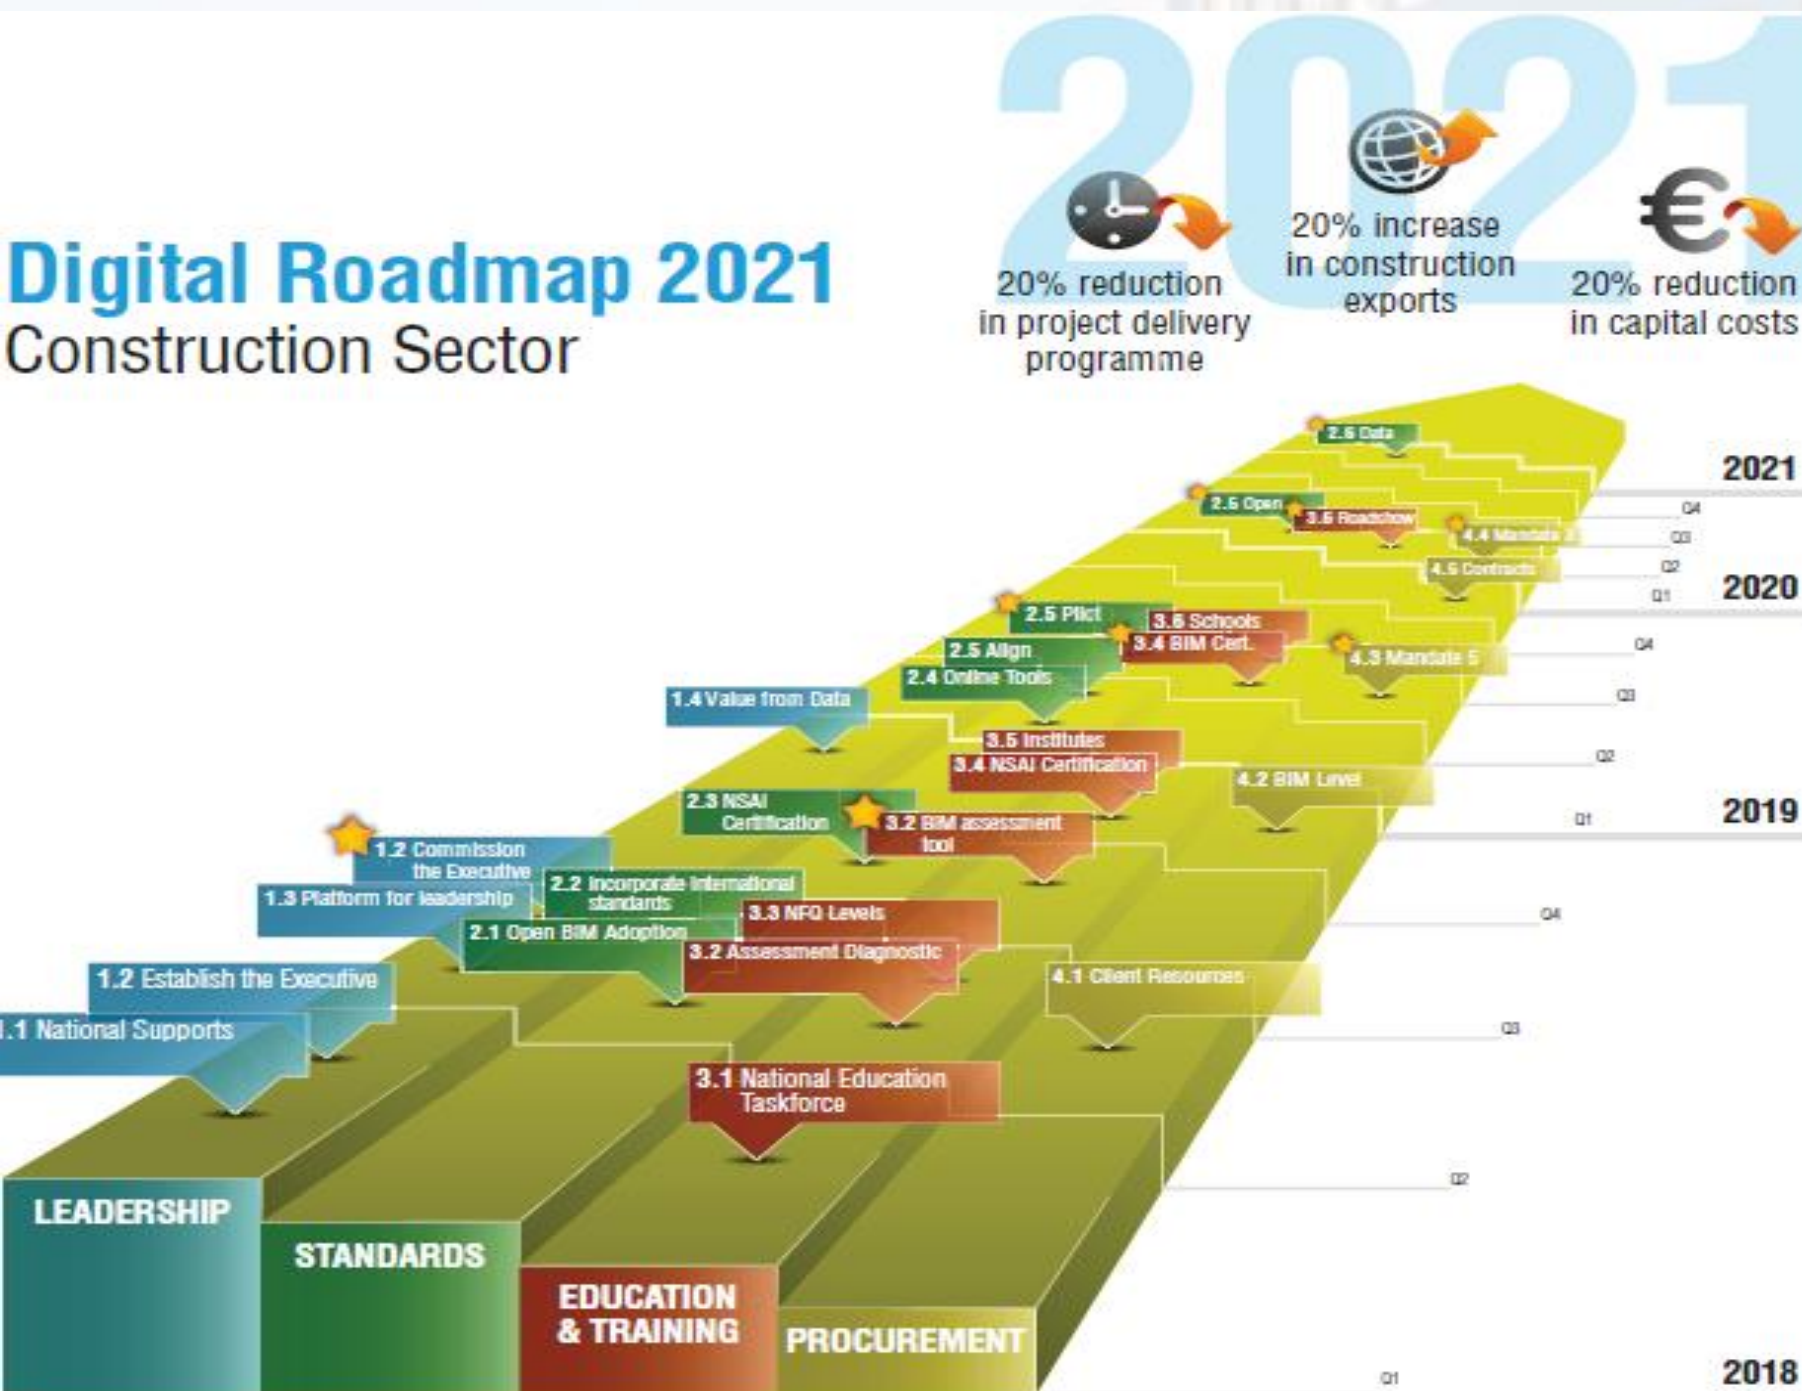 2021
20% reduction
in project delivery
programme
20% increase
in construction
exports
20% reduction
in capital costs
Digital Roadmap 2021
Construction Sector
2.6 Data
2021
2.5 Open
3.6 Roadshow
Q4
4.4 Mandate
Q3
4.5 Contracts
Q2
2020
Q1
2.5 Plict
3.6 Schools
3.4 BIM Cert.
Q4
2.5 Align
4.3 Mandate 5
2.4 Online Tools
Q3
1.4 Value from Data
3.5 Institutes
Q2
3.4 NSAI Certification
4.2 BIM Level
2.3 NSAI
Certification
2019
Q1
3.2 BIM assessment
tool
1.2 Commission
the Executive
2.2 Incorporate International
standards
1.3 Platform for leadership
3.3 NFQ Levels
Q4
2.1 Open BIM Adoption
3.2 Assessment Diagnostic
1.2 Establish the Executive
4.1 Client Resources
.1 National Supports
Q3
3.1 National Education
Taskforce
Q2
LEADERSHIP
STANDARDS
EDUCATION
& TRAINING
PROCUREMENT
Q1
2018